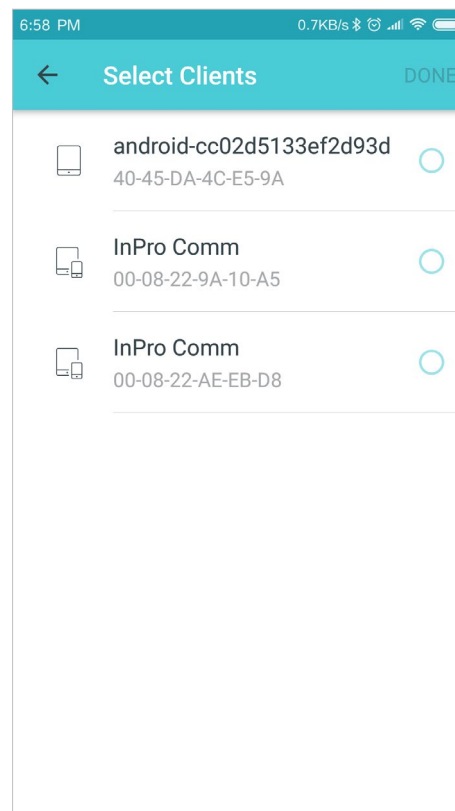 6:58 PM 0.7KB/s
Select Clients DONE
android-cc02d5133ef2d93d
40-45-DA-4C-E5-9A
InPro Comm
00-08-22-9A-10-A5
InPro Comm
00-08-22-AE-EB-D8